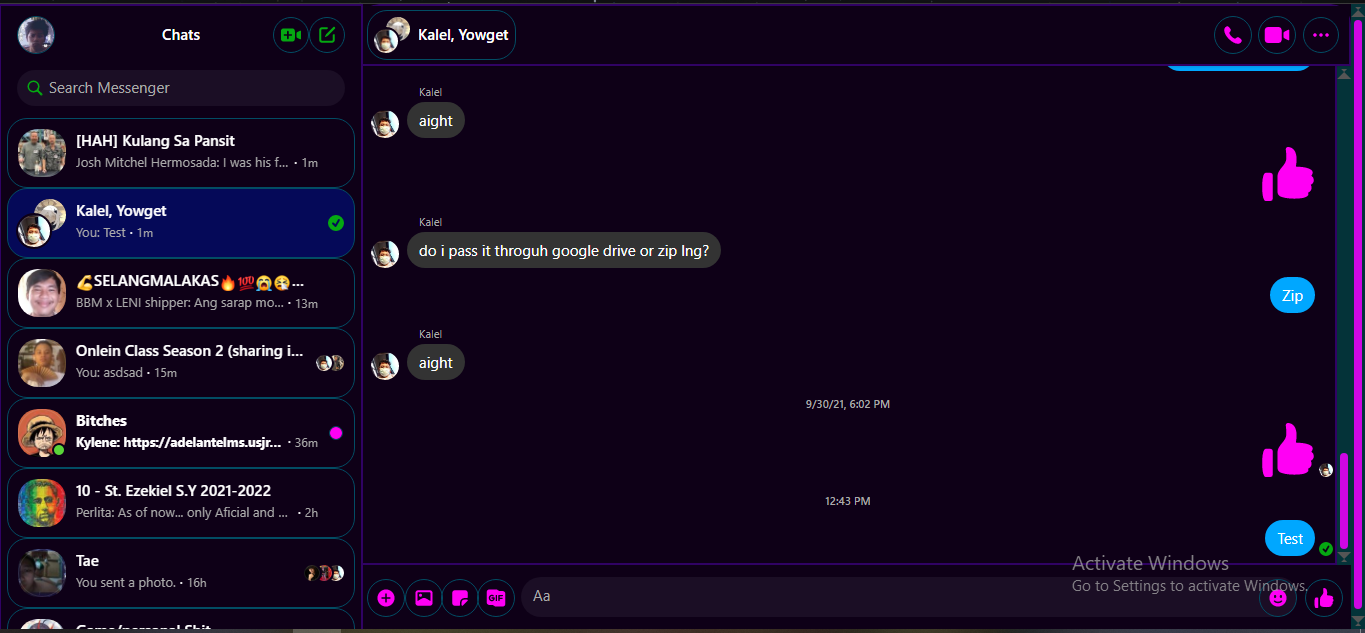 Chats
Search Messenger
[HAH] Kulang Sa Pansit
Josh Mitchel Hermosada: I was his f... · 1m
Kalel, Yowget
You: Test · 1m
💪SELANGMALAKAS🔥💯😭😤...
BBM x LENI shipper: Ang sarap mo... · 13m
Onlein Class Season 2 (sharing i...
You: asdsad · 15m
Bitches
Kylene: https://adelantelms.usjr... · 36m
10 - St. Ezekiel S.Y 2021-2022
Perlita: As of now... only Aficial and ... · 2h
Tae
You sent a photo. · 16h
Game/personal Shit
Kalel, Yowget
Kalel
aight
Kalel
do i pass it throguh google drive or zip lng?
Zip
Kalel
aight
9/30/21, 6:02 PM
12:43 PM
Test
Activate Windows
Go to Settings to activate Windows.
GIF
Aa